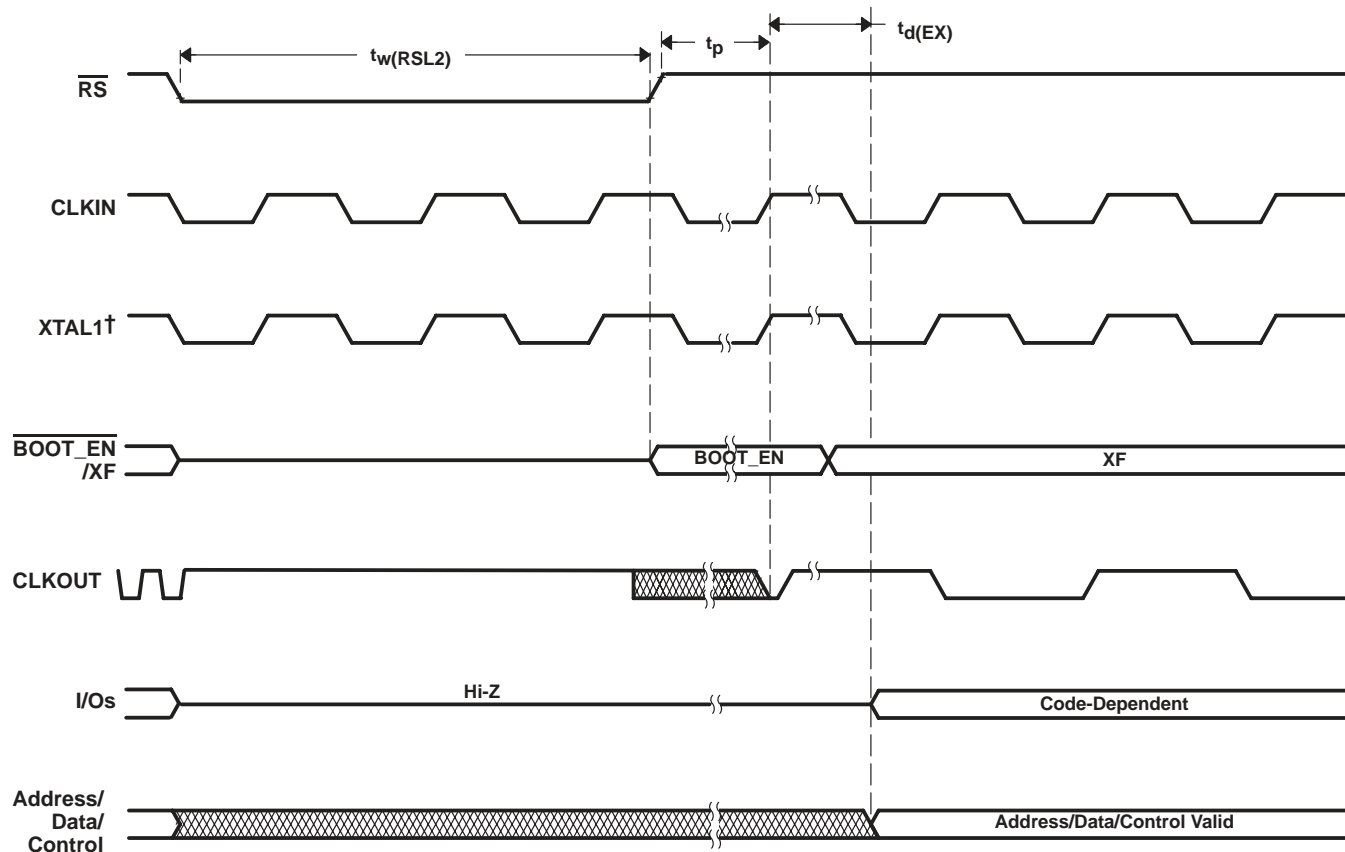 tw(RSL2)
tp
td(EX)
RS
CLKIN
XTAL1†
BOOT_EN
/XF
BOOT_EN
XF
CLKOUT
I/Os
Hi-Z
Code-Dependent
Address/
Data/
Control
Address/Data/Control Valid